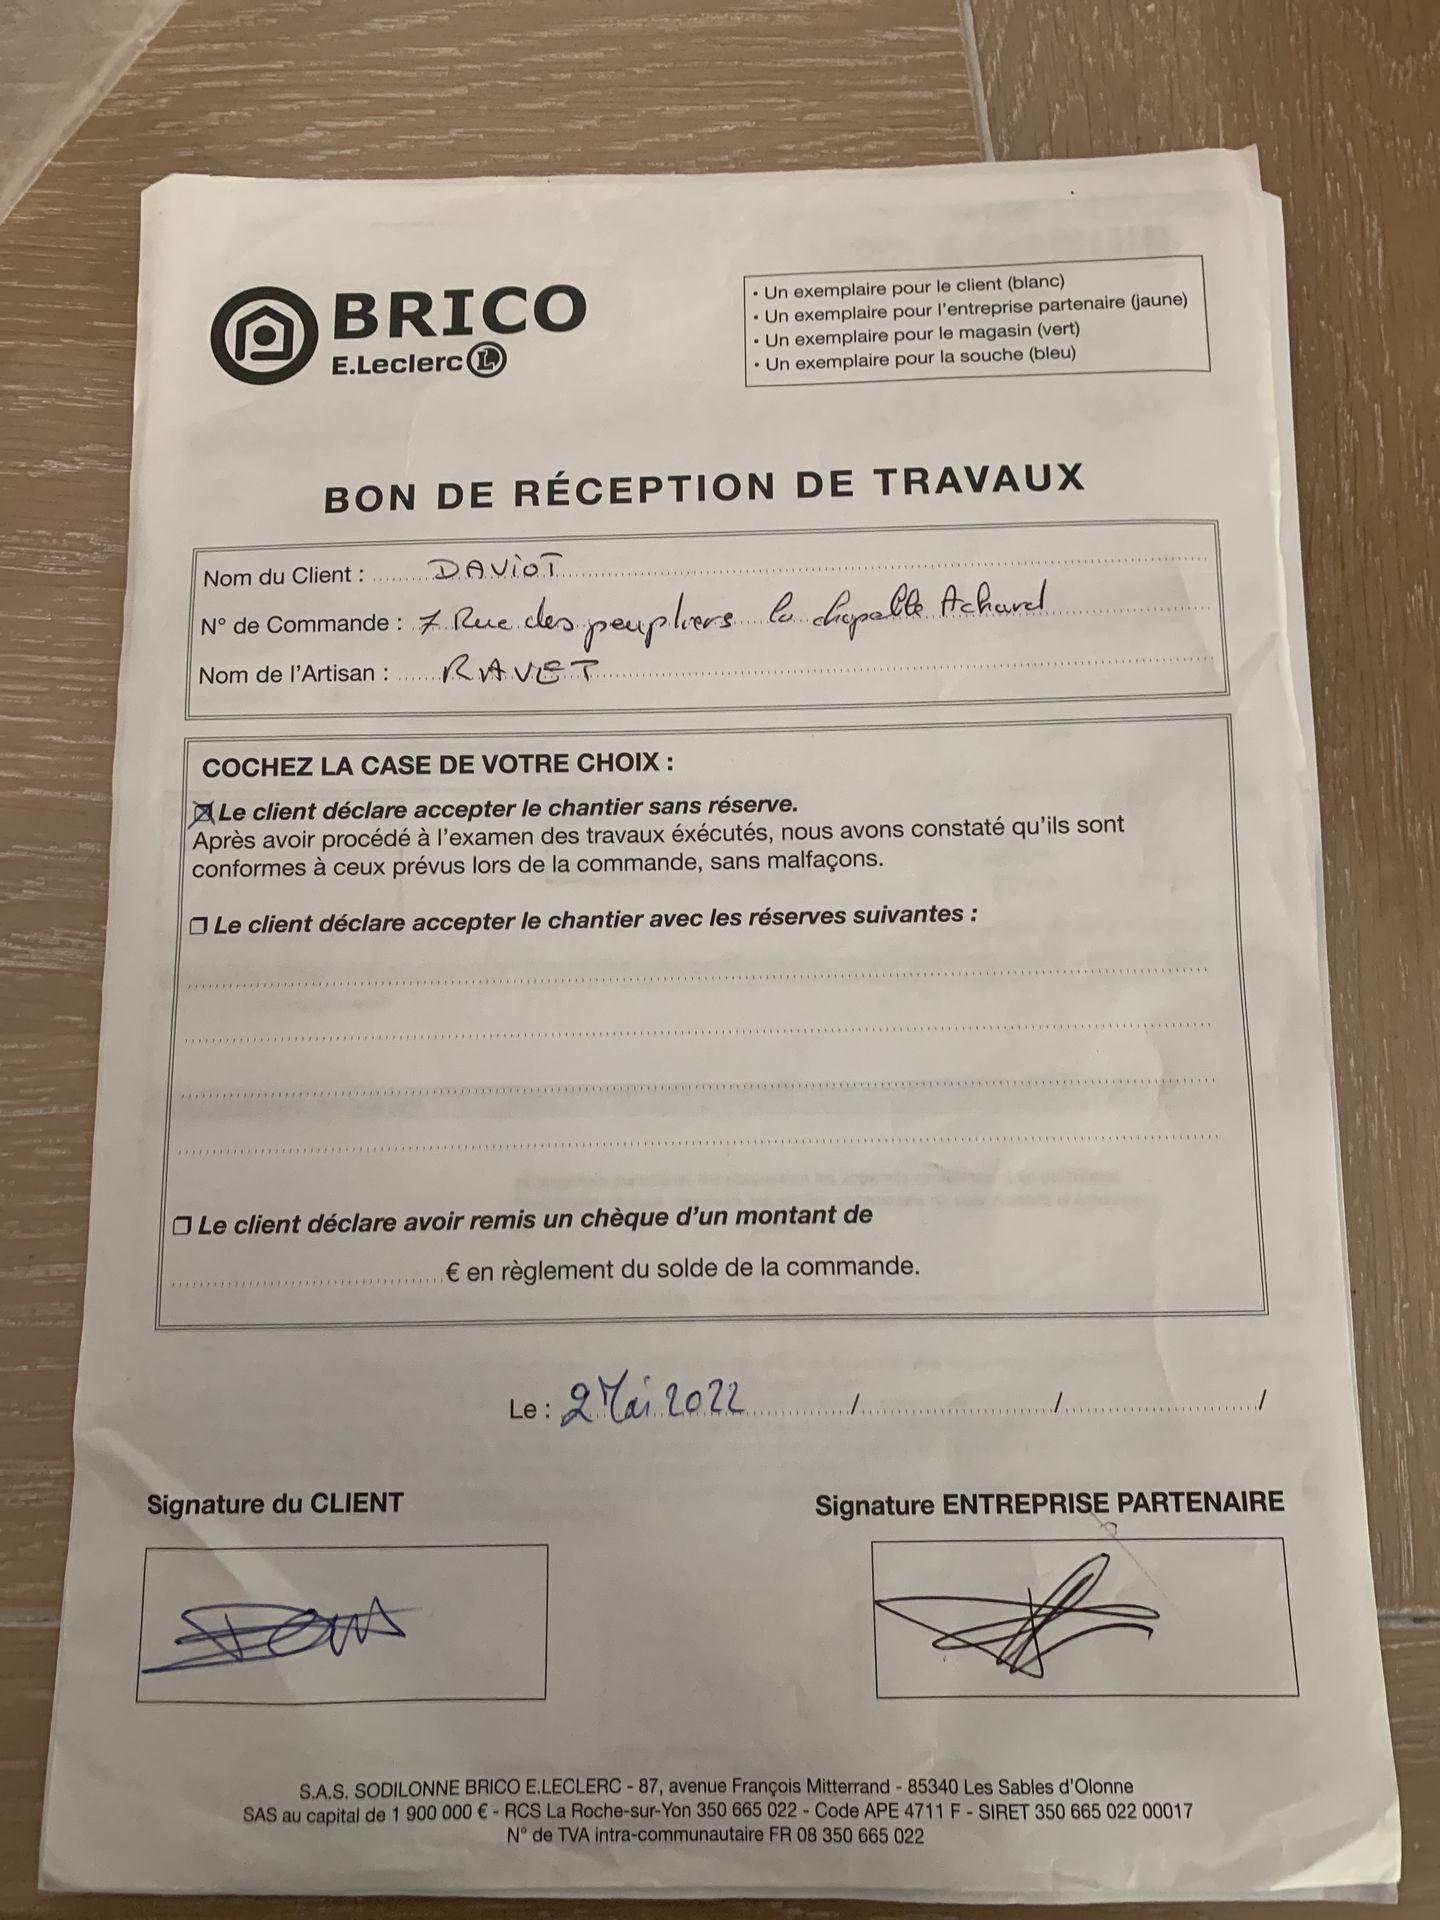 BRICO
E.Leclerc L
• Un exemplaire pour le client (blanc)
• Un exemplaire pour l'entreprise partenaire (jaune)
• Un exemplaire pour le magasin (vert)
• Un exemplaire pour la souche (bleu)
BON DE RÉCEPTION DE TRAVAUX
Nom du Client : DAViOT
N° de Commande : 7 Rue des peupliers la chapelle Achard
Nom de l'Artisan : RAVET
COCHEZ LA CASE DE VOTRE CHOIX :
☒ Le client déclare accepter le chantier sans réserve.
Après avoir procédé à l'examen des travaux éxécutés, nous avons constaté qu'ils sont
conformes à ceux prévus lors de la commande, sans malfaçons.
❒ Le client déclare accepter le chantier avec les réserves suivantes :
❒ Le client déclare avoir remis un chèque d'un montant de
€ en règlement du solde de la commande.
Le : 2 Mai 2022 / / /
Signature du CLIENT
Signature ENTREPRISE PARTENAIRE
S.A.S. SODILONNE BRICO E.LECLERC - 87, avenue François Mitterrand - 85340 Les Sables d'Olonne
SAS au capital de 1 900 000 € - RCS La Roche-sur-Yon 350 665 022 - Code APE 4711 F - SIRET 350 665 022 00017
N° de TVA intra-communautaire FR 08 350 665 022